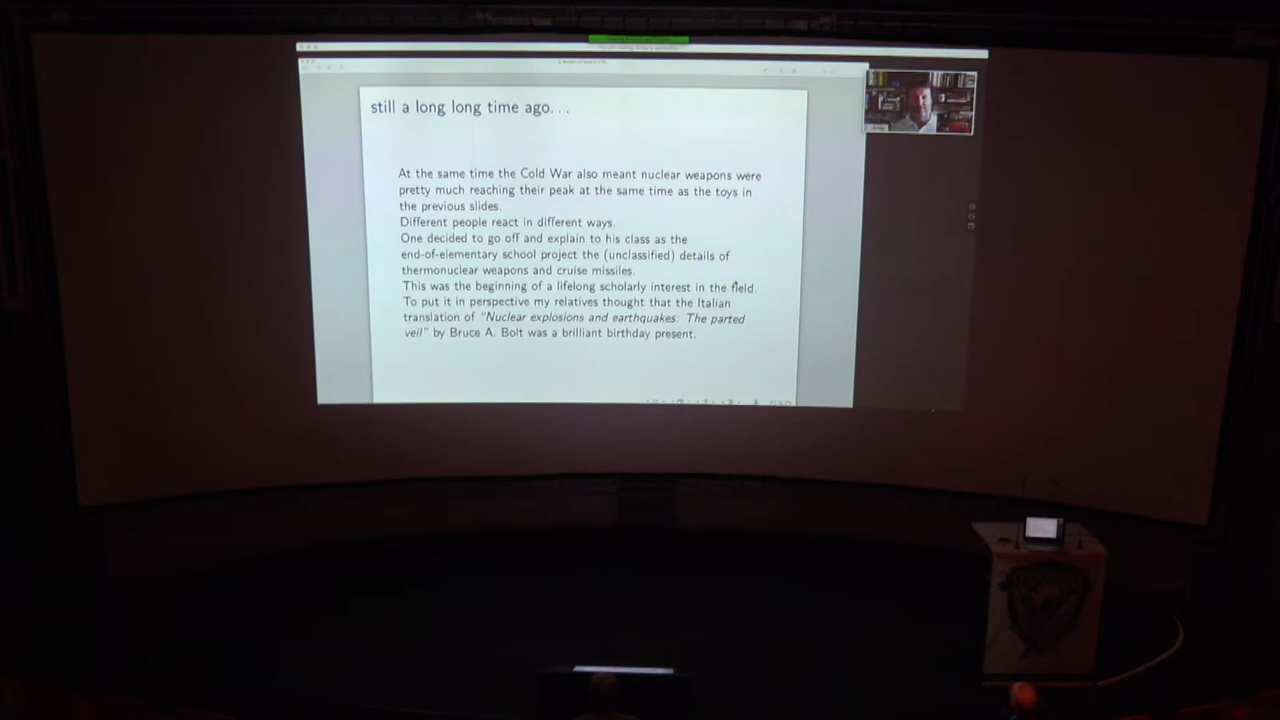 still a long long time ago...
At the same time the Cold War also meant nuclear weapons were
pretty much reaching their peak at the same time as the toys in
the previous slides.
Different people react in different ways.
One decided to go off and explain to his class as the
end-of-elementary school project the (unclassified) details of
thermonuclear weapons and cruise missiles.
This was the beginning of a lifelong scholarly interest in the field.
To put it in perspective my relatives thought that the Italian
translation of "Nuclear explosions and earthquakes: The parted
veil" by Bruce A. Bolt was a brilliant birthday present.